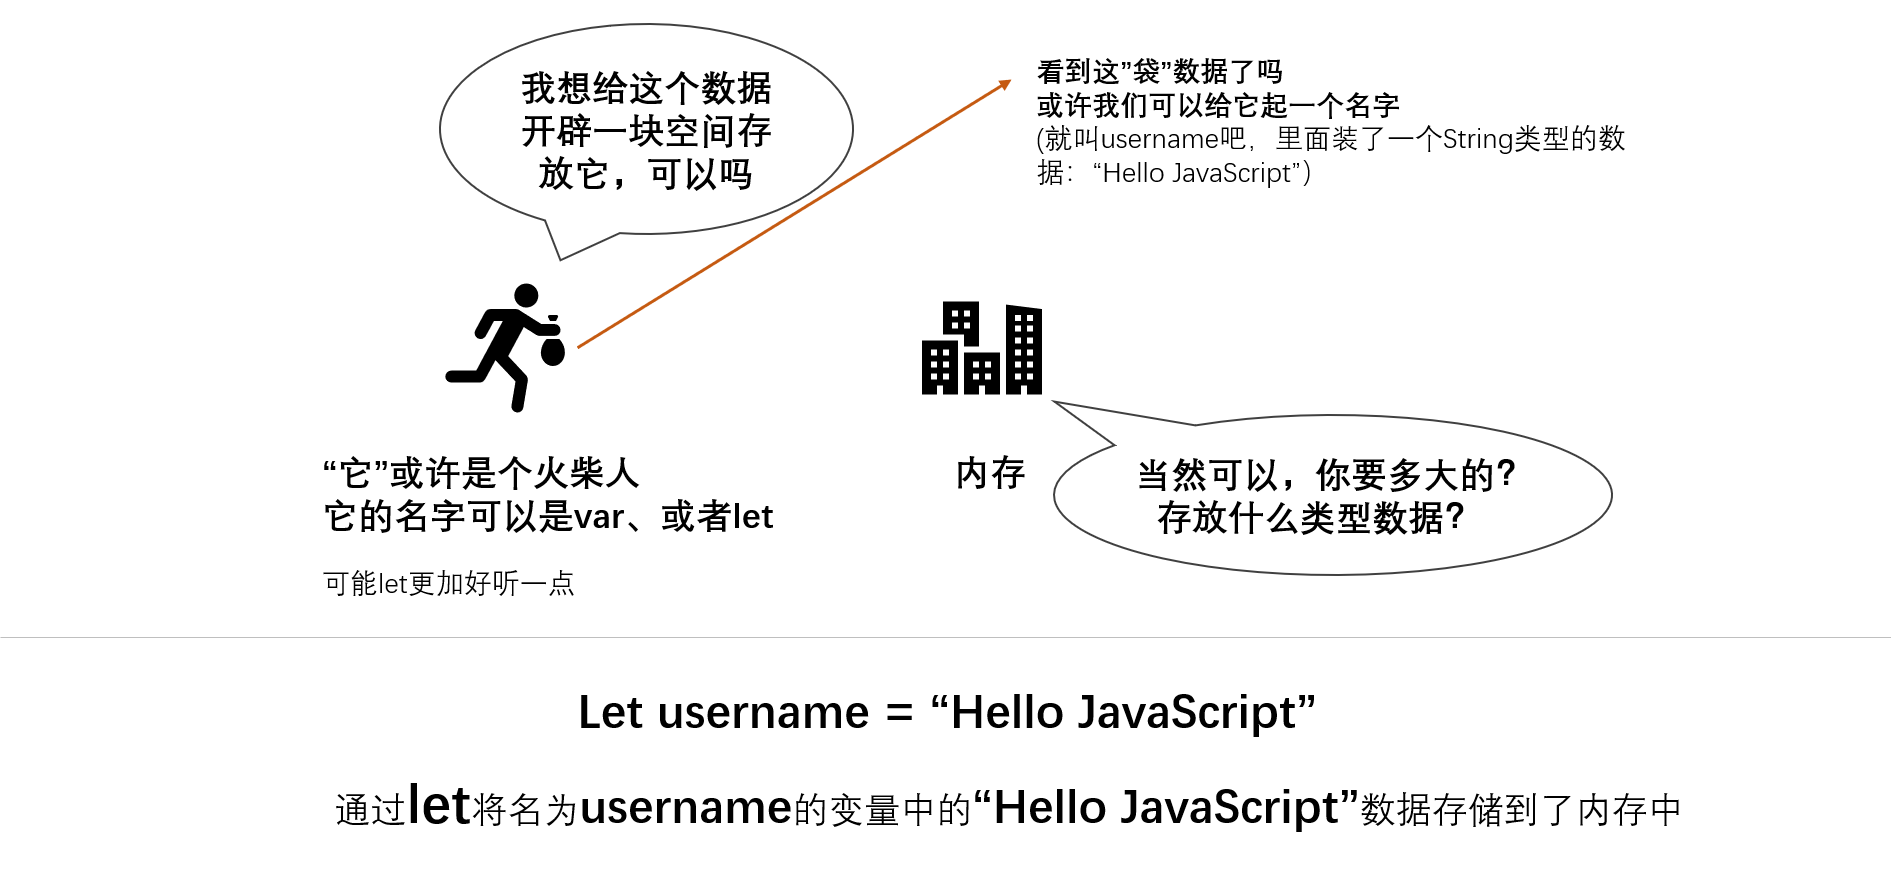 我想给这个数据
开辟一块空间存
放它，可以吗
看到这”袋”数据了吗
或许我们可以给它起一个名字
(就叫username吧，里面装了一个String类型的数
据：“Hello JavaScript”)
“它”或许是个火柴人
它的名字可以是var、或者let
可能let更加好听一点
内存
当然可以，你要多大的？
存放什么类型数据？
Let username = “Hello JavaScript”
通过let将名为username的变量中的“Hello JavaScript”数据存储到了内存中